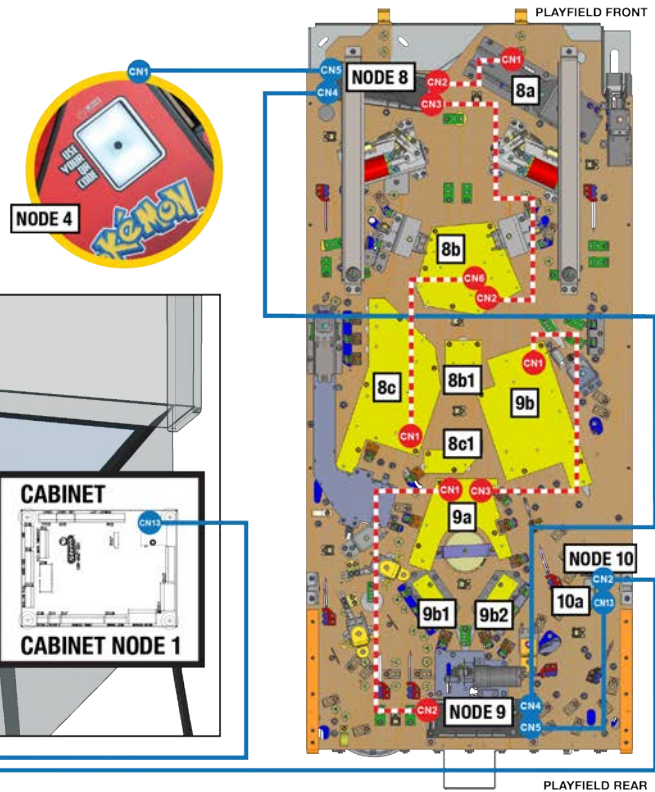 PLAYFIELD FRONT
CN1
CN5
NODE 8
CN2
CN1
CN4
CN3
8a
USE
YOUR
QR
CODE
POKéMON
NODE 4
8b
CN6
CN2
CN1
8b1
9b
8c
CN1
8c1
CN1
CN3
9a
CABINET
CN13
CABINET NODE 1
NODE 10
CN2
10a
CN13
9b1
9b2
CN4
CN2
NODE 9
CN5
PLAYFIELD REAR